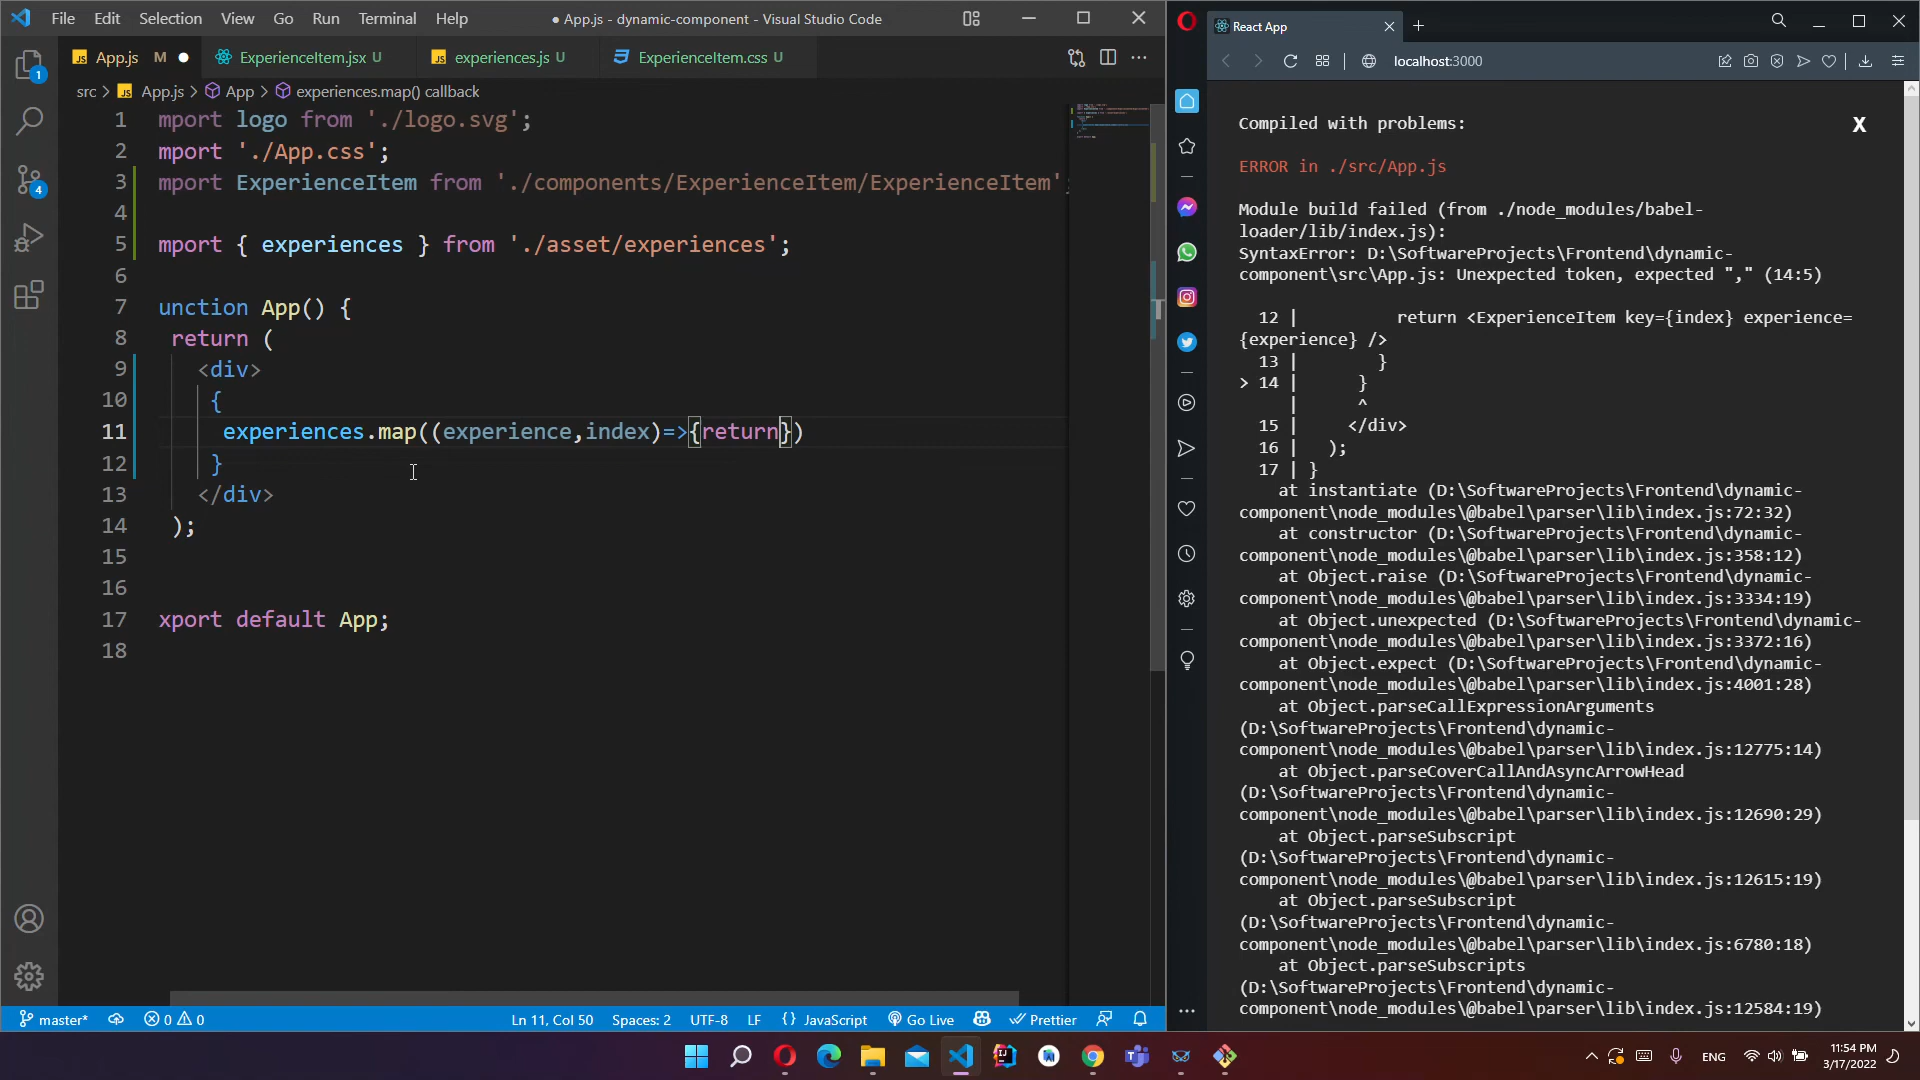 File Edit Selection View Go Run Terminal Help
● App.js - dynamic-component - Visual Studio Code
JS App.js M ●
ExperienceItem.jsx U
JS experiences.js U
ExperienceItem.css U
src > JS App.js > App > experiences.map() callback
1 mport logo from './logo.svg';
2 mport './App.css';
3 mport ExperienceItem from './components/ExperienceItem/ExperienceItem';
4
5 mport { experiences } from './asset/experiences';
6
7 unction App() {
8 return (
9 <div>
10 {
11 experiences.map((experience,index)=>{return})
12 }
13 </div>
14 );
15
16
17 xport default App;
18
1
4
master*
0 0
Ln 11, Col 50
Spaces: 2
UTF-8
LF
{ } JavaScript
Go Live
Prettier
React App
localhost:3000
Compiled with problems:
X
ERROR in ./src/App.js
Module build failed (from ./node_modules/babel-
loader/lib/index.js):
SyntaxError: D:\SoftwareProjects\Frontend\dynamic-
component\src\App.js: Unexpected token, expected "," (14:5)
12 | return <ExperienceItem key={index} experience=
{experience} />
13 | }
> 14 | }
| ^
15 | </div>
16 | );
17 | }
at instantiate (D:\SoftwareProjects\Frontend\dynamic-
component\node_modules\@babel\parser\lib\index.js:72:32)
at constructor (D:\SoftwareProjects\Frontend\dynamic-
component\node_modules\@babel\parser\lib\index.js:358:12)
at Object.raise (D:\SoftwareProjects\Frontend\dynamic-
component\node_modules\@babel\parser\lib\index.js:3334:19)
at Object.unexpected (D:\SoftwareProjects\Frontend\dynamic-
component\node_modules\@babel\parser\lib\index.js:3372:16)
at Object.expect (D:\SoftwareProjects\Frontend\dynamic-
component\node_modules\@babel\parser\lib\index.js:4001:28)
at Object.parseCallExpressionArguments
(D:\SoftwareProjects\Frontend\dynamic-
component\node_modules\@babel\parser\lib\index.js:12775:14)
at Object.parseCoverCallAndAsyncArrowHead
(D:\SoftwareProjects\Frontend\dynamic-
component\node_modules\@babel\parser\lib\index.js:12690:29)
at Object.parseSubscript
(D:\SoftwareProjects\Frontend\dynamic-
component\node_modules\@babel\parser\lib\index.js:12615:19)
at Object.parseSubscript
(D:\SoftwareProjects\Frontend\dynamic-
component\node_modules\@babel\parser\lib\index.js:6780:18)
at Object.parseSubscripts
(D:\SoftwareProjects\Frontend\dynamic-
component\node_modules\@babel\parser\lib\index.js:12584:19)
ENG
11:54 PM
3/17/2022